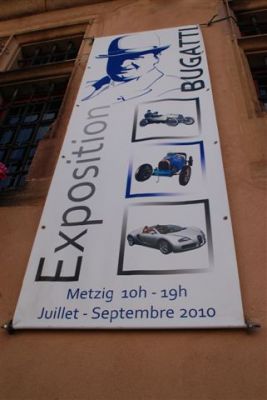 Exposition
BUGATTI
Metzig 10h - 19h
Juillet - Septembre 2010